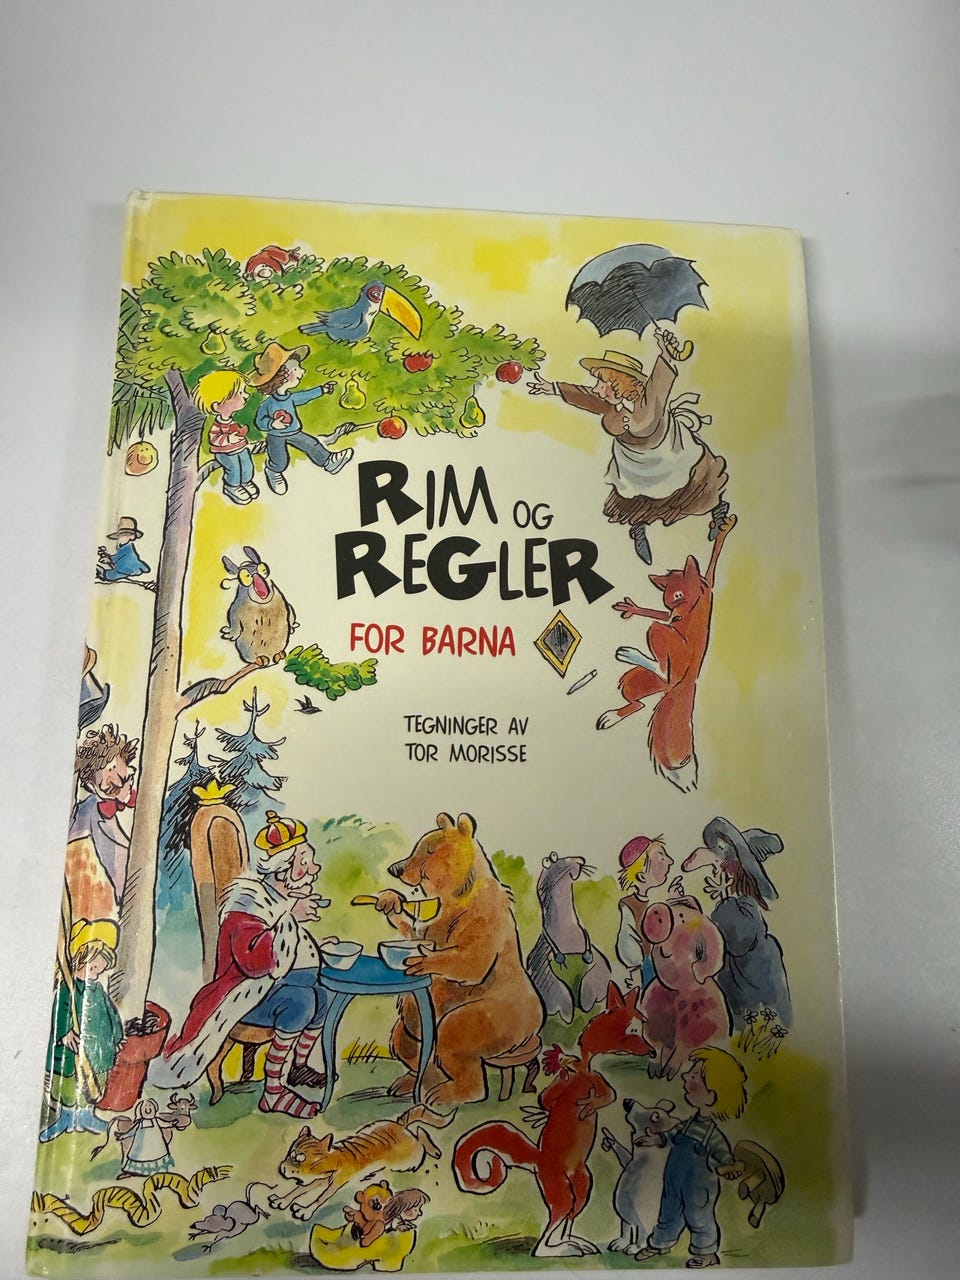 RIM OG
REGLER
FOR BARNA
TEGNINGER AV
TOR MORISSE